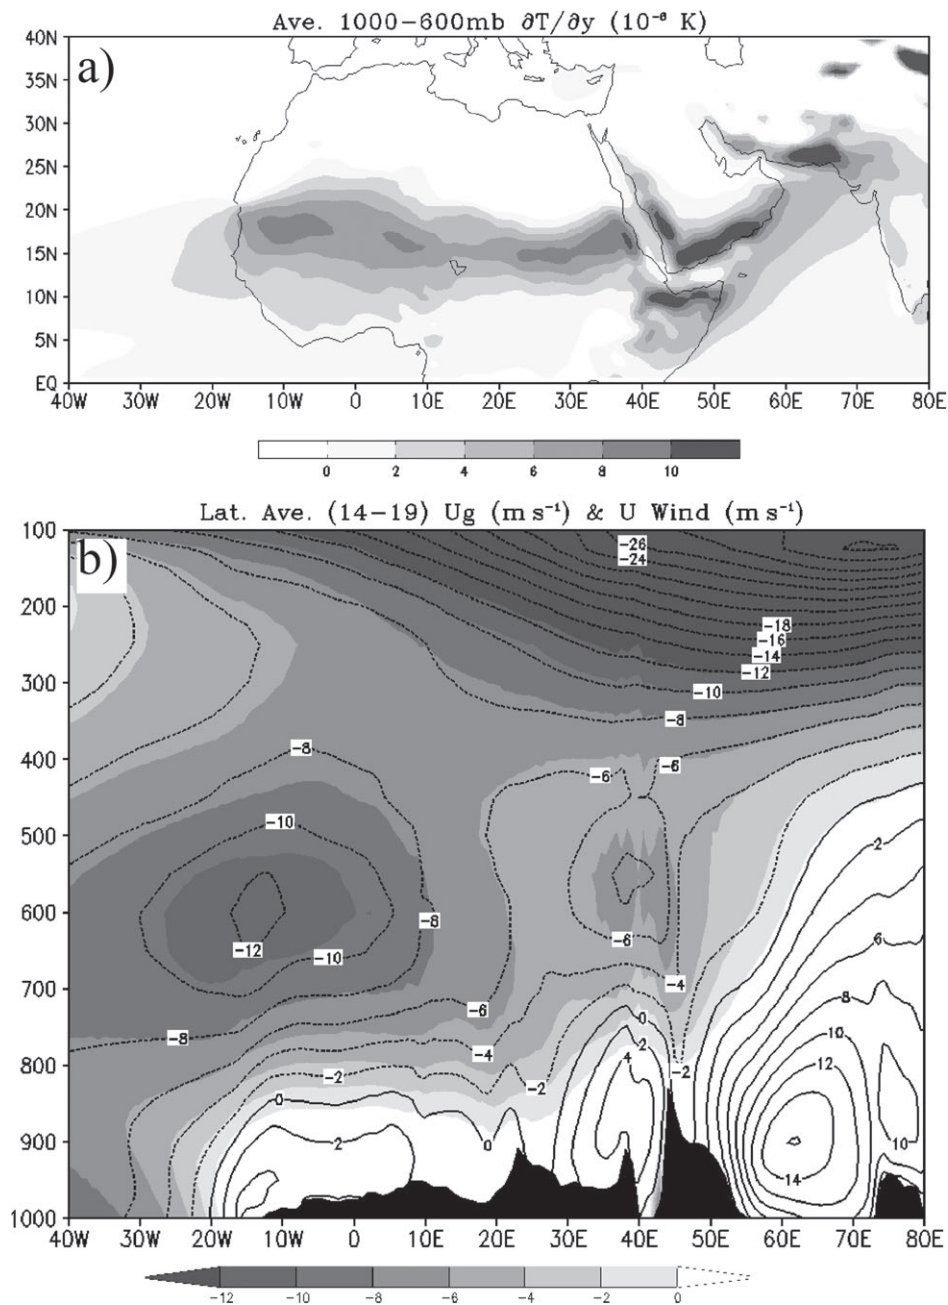 Ave. 1000−600mb ∂T/∂y (10⁻⁶ K)
a)
40N
35N
30N
25N
20N
15N
10N
5N
EQ
40W 30W 20W 10W 0 10E 20E 30E 40E 50E 60E 70E 80E
0 2 4 6 8 10
Lat. Ave. (14−19) Ug (m s⁻¹) & U Wind (m s⁻¹)
b)
100
200
300
400
500
600
700
800
900
1000
-26
-24
-18
-16
-14
-12
-10
-8
-8
-6
-6
2
-10
-8
-6
6
-12
-10
-4
8
-6
-8
0
10
-4
2
12
-2
4
-2
-2
0
2
0
10
14
40W 30W 20W 10W 0 10E 20E 30E 40E 50E 60E 70E 80E
-12 -10 -8 -6 -4 -2 0